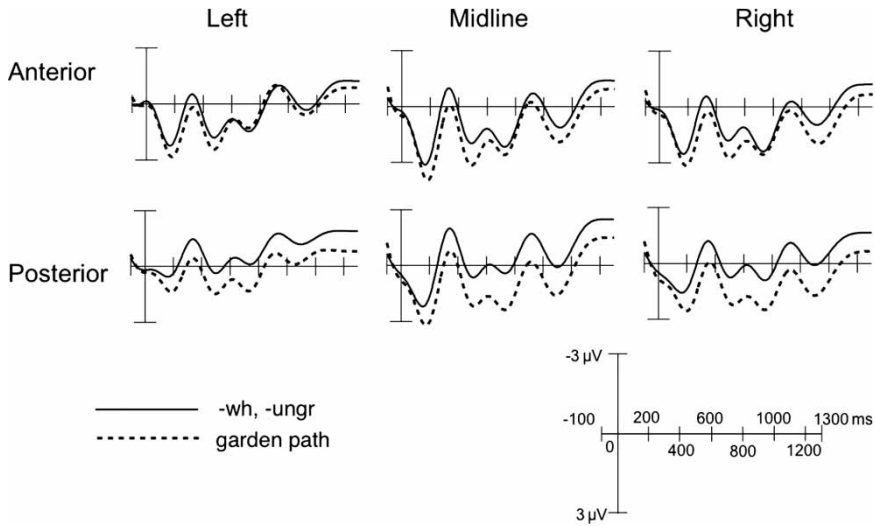 Left Midline Right
Anterior
Posterior
-3 µV
-wh, -ungr
-100 200 600 1000 1300 ms
garden path
0 400 800 1200
3 µV